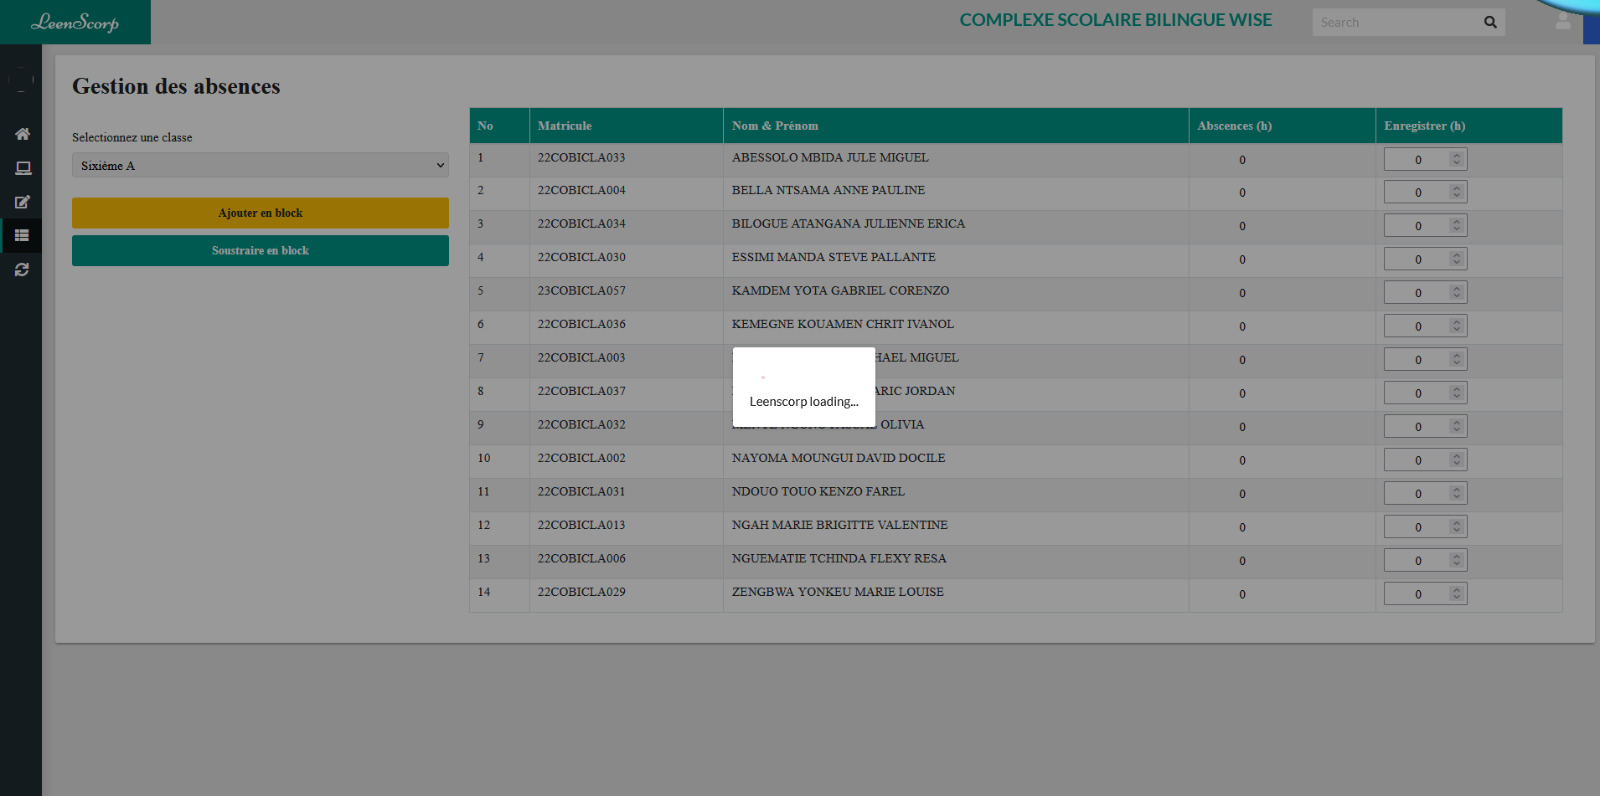 LeenScorp
COMPLEXE SCOLAIRE BILINGUE WISE
Search
Gestion des absences
Selectionnez une classe
Sixiéme A
Ajouter en block
Soustraire en block
No Matricule Nom & Prénom Abscences (h) Enregistrer (h)
1 22COBICLA033 ABESSOLO MBIDA JULE MIGUEL 0 0
2 22COBICLA004 BELLA NTSAMA ANNE PAULINE 0 0
3 22COBICLA034 BILOGUE ATANGANA JULIENNE ERICA 0 0
4 22COBICLA030 ESSIMI MANDA STEVE PALLANTE 0 0
5 23COBICLA057 KAMDEM YOTA GABRIEL CORENZO 0 0
6 22COBICLA036 KEMEGNE KOUAMEN CHRIT IVANOL 0 0
7 22COBICLA003 MIGUEL 0 0
8 22COBICLA037 JORDAN 0 0
9 22COBICLA032 OLIVIA 0 0
10 22COBICLA002 NAYOMA MOUNGUI DAVID DOCILE 0 0
11 22COBICLA031 NDOUO TOUO KENZO FAREL 0 0
12 22COBICLA013 NGAH MARIE BRIGITTE VALENTINE 0 0
13 22COBICLA006 NGUEMATIE TCHINDA FLEXY RESA 0 0
14 22COBICLA029 ZENGBWA YONKEU MARIE LOUISE 0 0
Leenscorp loading...